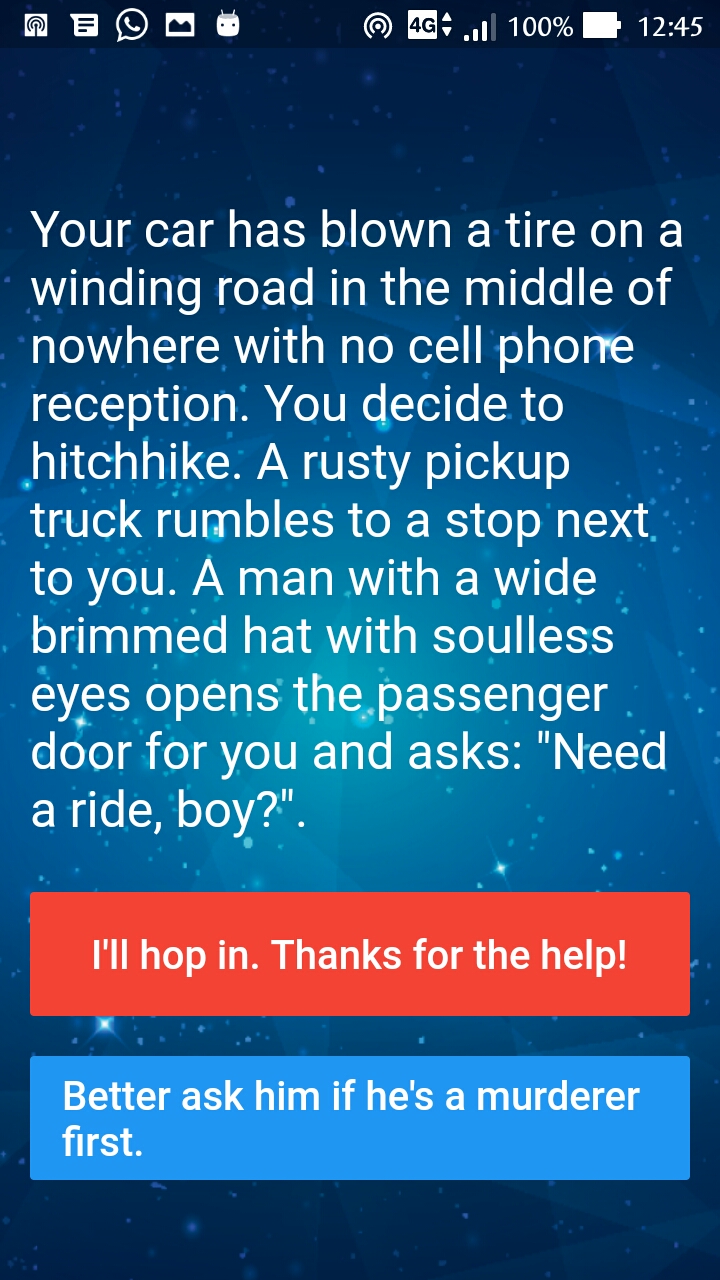 4G 100% 12:45
Your car has blown a tire on a
winding road in the middle of
nowhere with no cell phone
reception. You decide to
hitchhike. A rusty pickup
truck rumbles to a stop next
to you. A man with a wide
brimmed hat with soulless
eyes opens the passenger
door for you and asks: "Need
a ride, boy?".
I'll hop in. Thanks for the help!
Better ask him if he's a murderer
first.